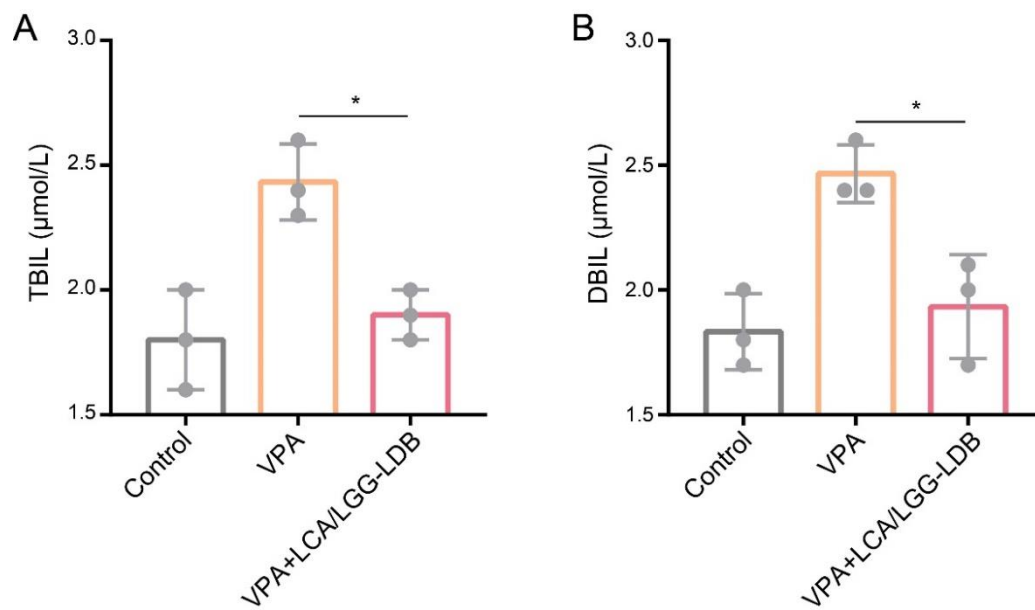 A
TBIL (μmol/L)
3.0
2.5
2.0
1.5
*
Control
VPA
VPA+LCA/LGG-LDB
B
DBIL (μmol/L)
3.0
2.5
2.0
1.5
*
Control
VPA
VPA+LCA/LGG-LDB